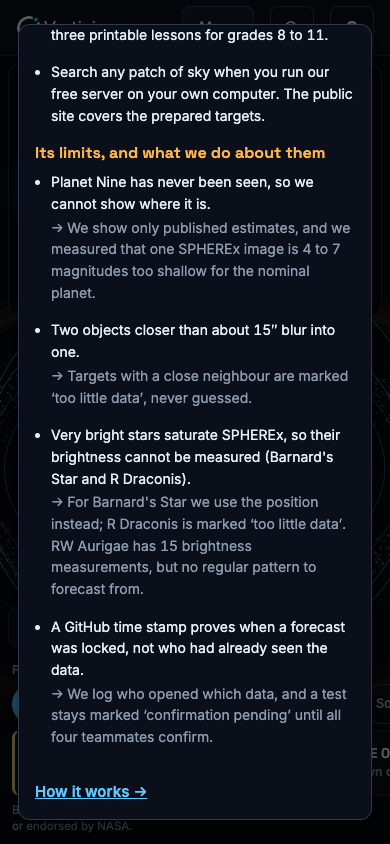 three printable lessons for grades 8 to 11.
• Search any patch of sky when you run our
free server on your own computer. The public
site covers the prepared targets.
Its limits, and what we do about them
• Planet Nine has never been seen, so we
cannot show where it is.
→ We show only published estimates, and we
measured that one SPHEREx image is 4 to 7
magnitudes too shallow for the nominal
planet.
• Two objects closer than about 15″ blur into
one.
→ Targets with a close neighbour are marked
‘too little data’, never guessed.
• Very bright stars saturate SPHEREx, so their
brightness cannot be measured (Barnard's
Star and R Draconis).
→ For Barnard's Star we use the position
instead; R Draconis is marked ‘too little data’.
RW Aurigae has 15 brightness
measurements, but no regular pattern to
forecast from.
• A GitHub time stamp proves when a forecast
was locked, not who had already seen the
data.
→ We log who opened which data, and a test
stays marked ‘confirmation pending’ until all
four teammates confirm.
How it works →
or endorsed by NASA.